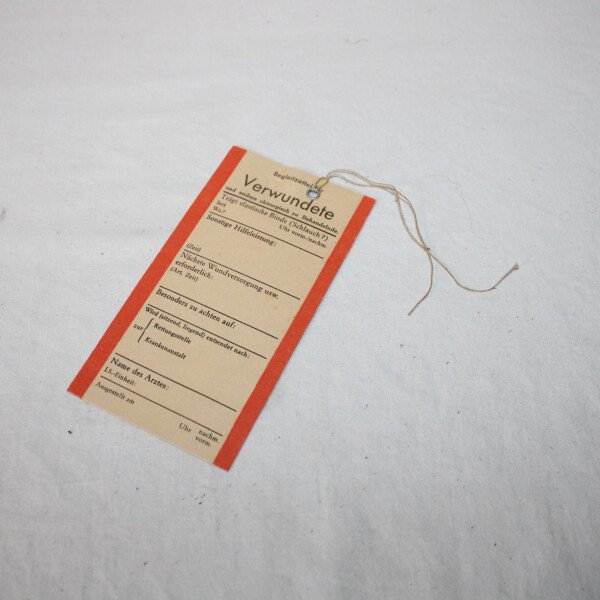 Begleitzettel für
Verwundete
und andere chirurgisch zu Behandelnde.
Trägt elastische Binde (Schlauch?)
Seit Uhr vorm.-nachm.
Wo?
Sonstige Hilfeleistung:
(Zeit)
Nächste Wundversorgung usw.
erforderlich:
(Art, Zeit)
Besonders zu achten auf:
Wird (sitzend, liegend) entsendet nach:
zur { Rettungsstelle
Krankenanstalt
Name des Arztes:
LS.-Einheit:
Ausgestellt am
Uhr nachm.
vorm.